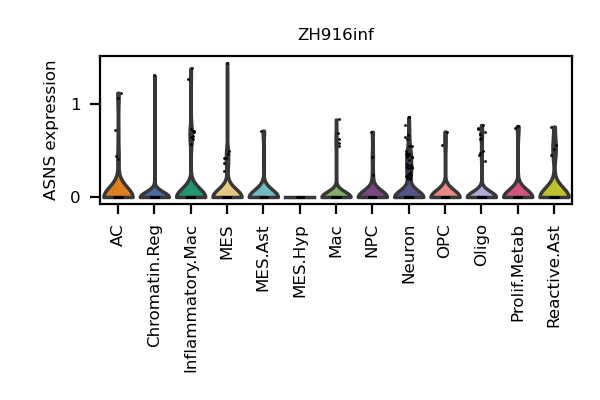 ZH916inf
ASNS expression
1
0
AC
Chromatin.Reg
Inflammatory.Mac
MES
MES.Ast
MES.Hyp
Mac
NPC
Neuron
OPC
Oligo
Prolif.Metab
Reactive.Ast